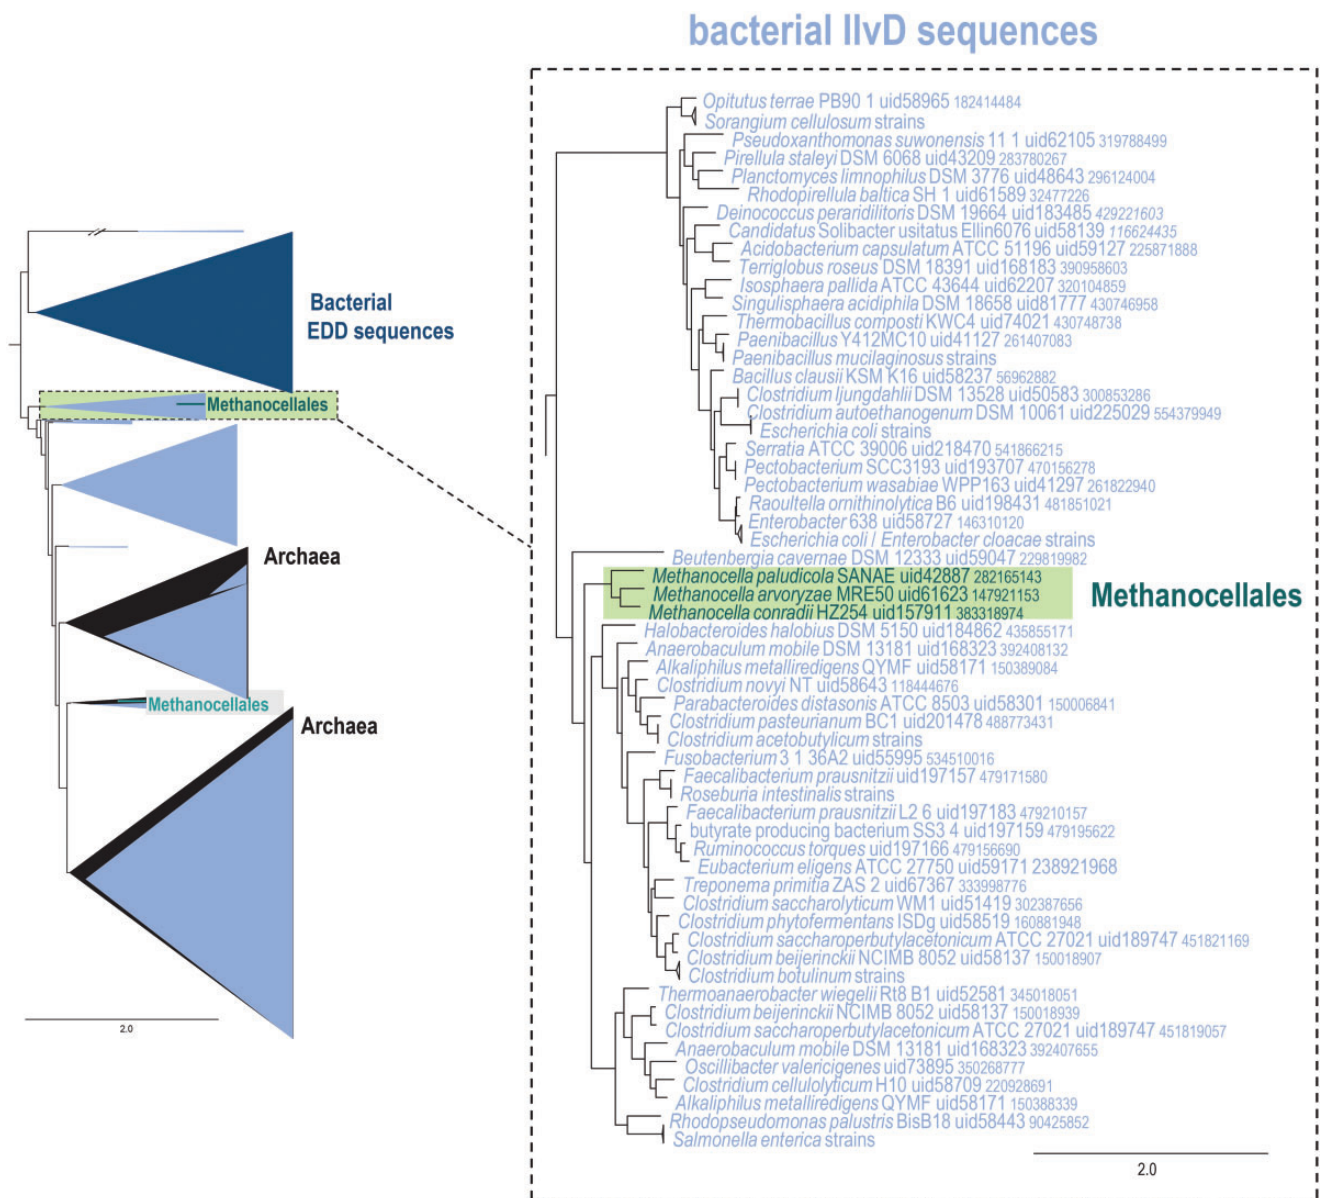 bacterial IlvD sequences
Bacterial
EDD sequences
Methanocellales
Archaea
Methanocellales
Archaea
2.0
Opitutus terrae PB90 1 uid58965 182414484
Sorangium cellulosum strains
Pseudoxanthomonas suwonensis 11 1 uid62105 319788499
Pirellula staleyi DSM 6068 uid43209 283780267
Planctomyces limnophilus DSM 3776 uid48643 296124004
Rhodopirellula baltica SH 1 uid61589 32477226
Deinococcus peraridilitoris DSM 19664 uid183485 429221603
Candidatus Solibacter usitatus Ellin6076 uid58139 116624435
Acidobacterium capsulatum ATCC 51196 uid59127 225871888
Terriglobus roseus DSM 18391 uid168183 390958603
Isosphaera pallida ATCC 43644 uid62207 320104859
Singulisphaera acidiphila DSM 18658 uid81777 430746958
Thermobacillus composti KWC4 uid74021 430748738
Paenibacillus Y412MC10 uid41127 261407083
Paenibacillus mucilaginosus strains
Bacillus clausii KSM K16 uid58237 56962882
Clostridium ljungdahlii DSM 13528 uid50583 300853286
Clostridium autoethanogenum DSM 10061 uid225029 554379949
Escherichia coli strains
Serratia ATCC 39006 uid218470 541866215
Pectobacterium SCC3193 uid193707 470156278
Pectobacterium wasabiae WPP163 uid41297 261822940
Raoultella ornithinolytica B6 uid198431 481851021
Enterobacter 638 uid58727 146310120
Escherichia coli / Enterobacter cloacae strains
Beutenbergia cavernae DSM 12333 uid59047 229819982
Methanocella paludicola SANAE uid42887 282165143
Methanocella arvoryzae MRE50 uid61623 147921153
Methanocella conradii HZ254 uid157911 383318974
Methanocellales
Halobacteroides halobius DSM 5150 uid184862 435855171
Anaerobaculum mobile DSM 13181 uid168323 392408132
Alkaliphilus metalliredigens QYMF uid58171 150389084
Clostridium novyi NT uid58643 118444676
Parabacteroides distasonis ATCC 8503 uid58301 150006841
Clostridium pasteurianum BC1 uid201478 488773431
Clostridium acetobutylicum strains
Fusobacterium 3 1 36A2 uid55995 534510016
Faecalibacterium prausnitzii uid197157 479171580
Roseburia intestinalis strains
Faecalibacterium prausnitzii L2 6 uid197183 479210157
butyrate producing bacterium SS3 4 uid197159 479195622
Ruminococcus torques uid197166 479156690
Eubacterium eligens ATCC 27750 uid59171 238921968
Treponema primitia ZAS 2 uid67367 333998776
Clostridium saccharolyticum WM1 uid51419 302387656
Clostridium phytofermentans ISDg uid58519 160881948
Clostridium saccharoperbutylacetonicum ATCC 27021 uid189747 451821169
Clostridium beijerinckii NCIMB 8052 uid58137 150018907
Clostridium botulinum strains
Thermoanaerobacter wiegelii Rt8 B1 uid52581 345018051
Clostridium beijerinckii NCIMB 8052 uid58137 150018939
Clostridium saccharoperbutylacetonicum ATCC 27021 uid189747 451819057
Anaerobaculum mobile DSM 13181 uid168323 392407655
Oscillibacter valericigenes uid73895 350268777
Clostridium cellulolyticum H10 uid58709 220928691
Alkaliphilus metalliredigens QYMF uid58171 150388339
Rhodopseudomonas palustris BisB18 uid58443 90425852
Salmonella enterica strains
2.0